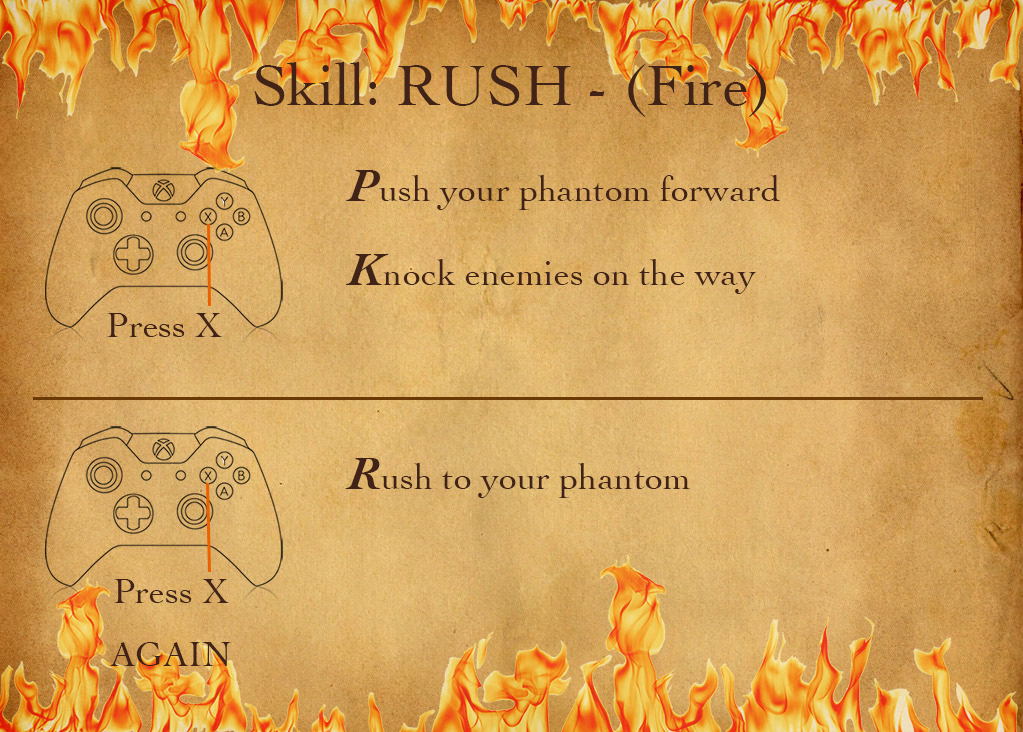 Skill: RUSH - (Fire)
Push your phantom forward
Knock enemies on the way
Y
X B
A
Press X
Rush to your phantom
Y
X B
A
Press X
AGAIN